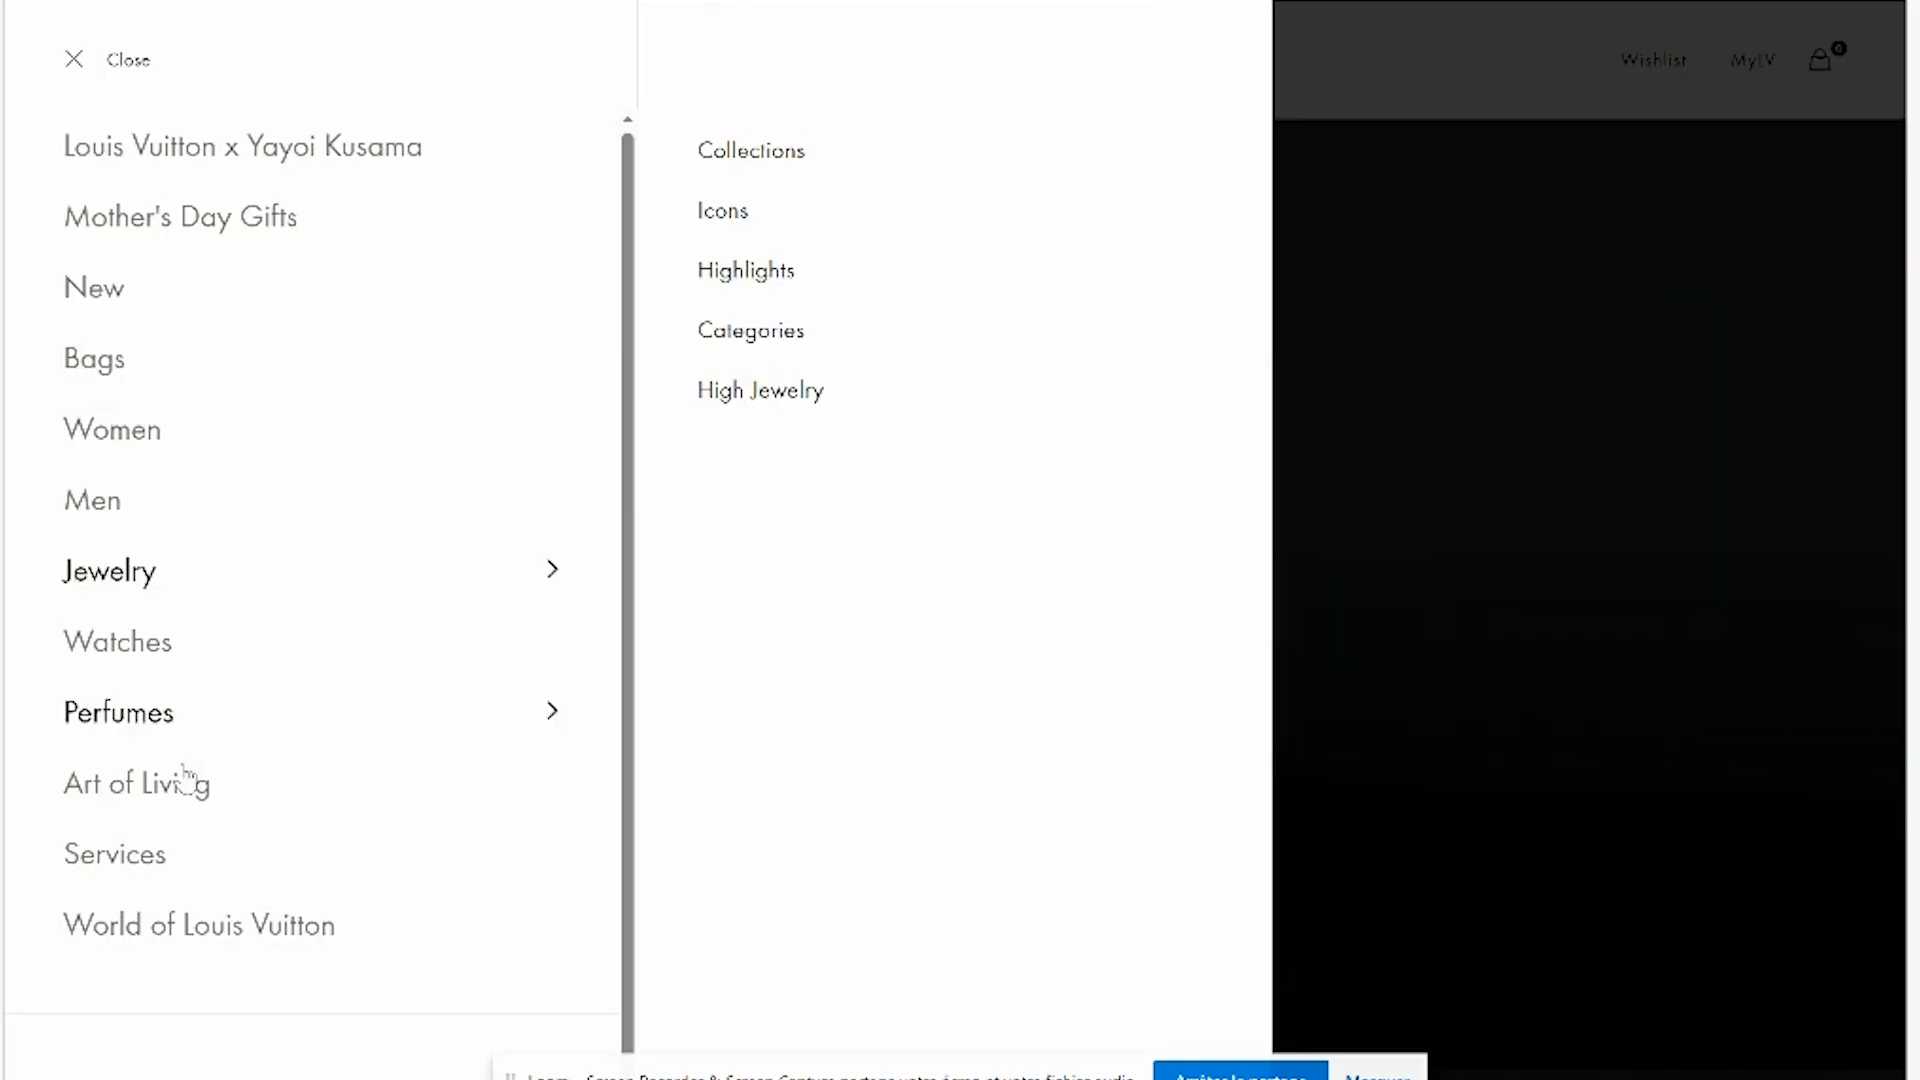 Close
Wishlist
MyLV
0
Louis Vuitton x Yayoi Kusama
Mother's Day Gifts
New
Bags
Women
Men
Jewelry
Watches
Perfumes
Art of Living
Services
World of Louis Vuitton
Collections
Icons
Highlights
Categories
High Jewelry